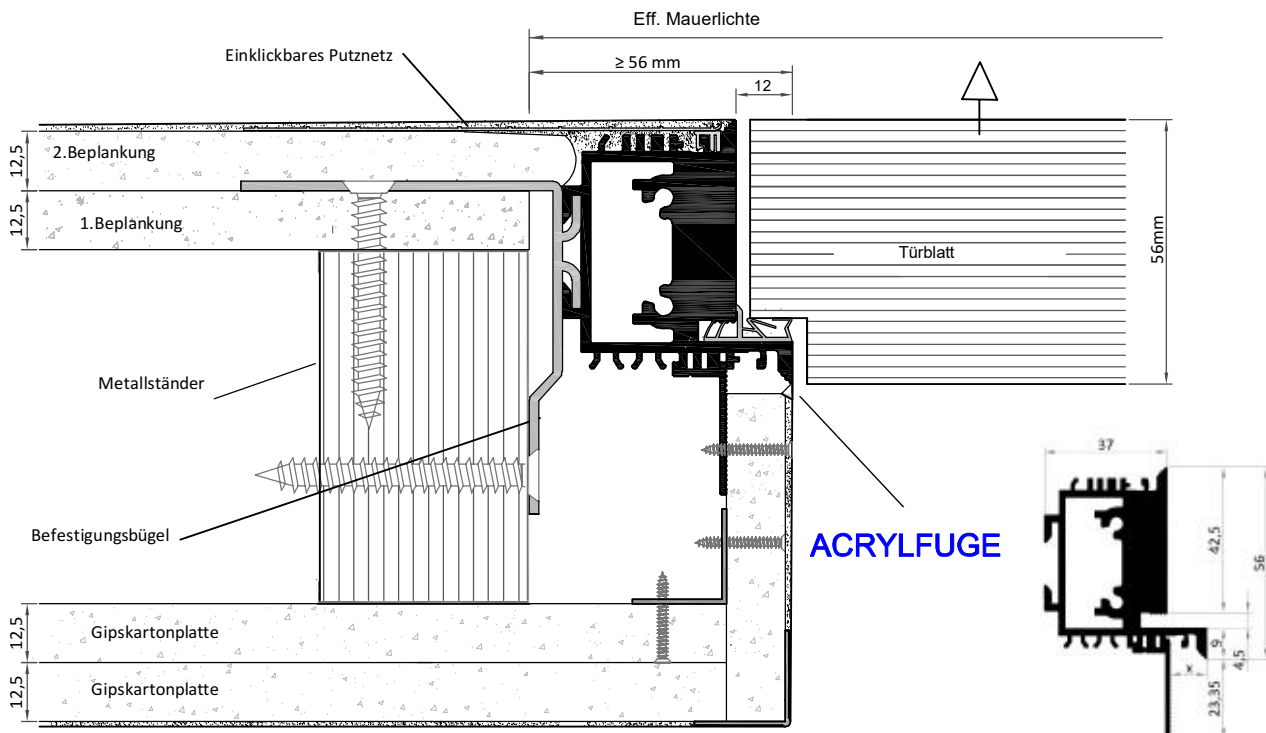 Eff. Mauerlichte
Einklickbares Putznetz
≥ 56 mm
12
12,5
2.Beplankung
12,5
1.Beplankung
Türblatt
56mm
Metallständer
37
Befestigungsbügel
ACRYLFUGE
42,5
56
12,5
Gipskartonplatte
9
4,5
x
12,5
Gipskartonplatte
23,35